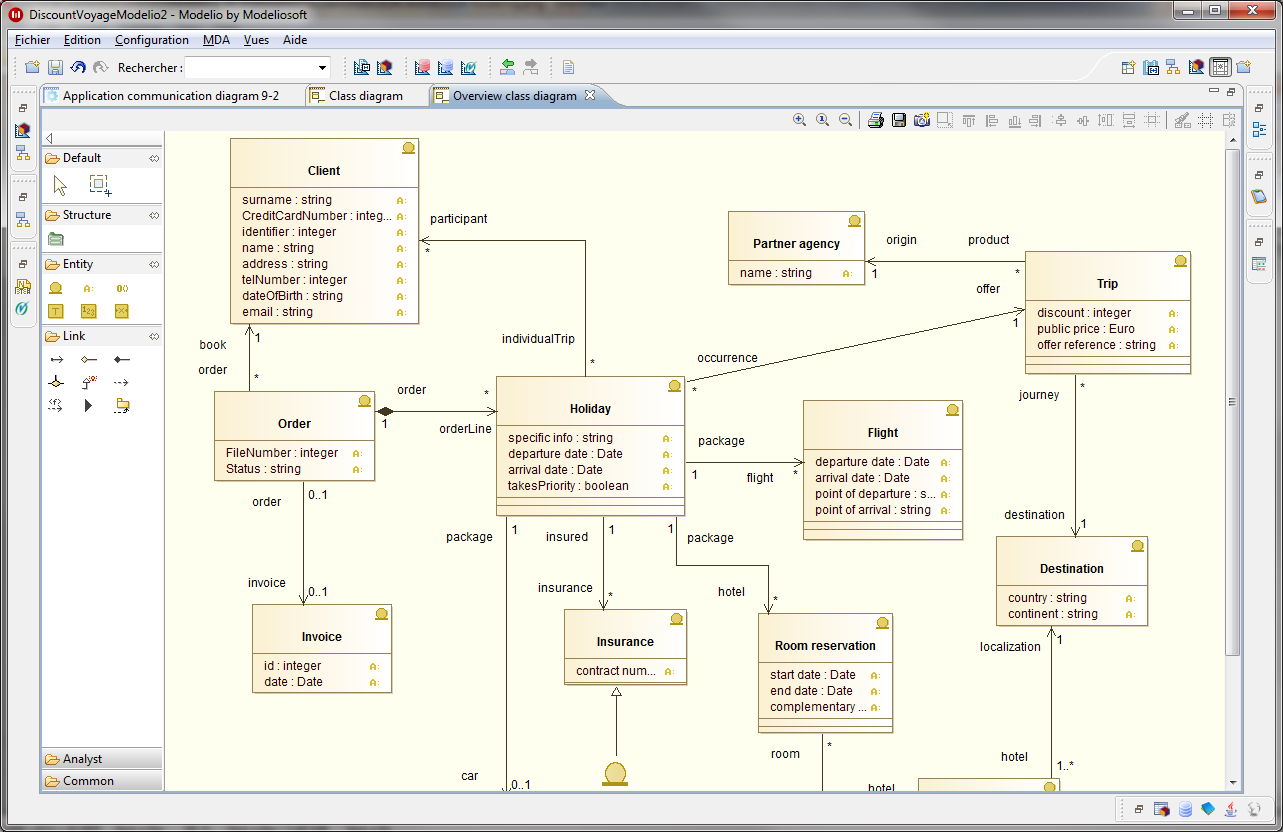 DiscountVoyageModelio2 - Modelio by Modeliosoft
Fichier Edition Configuration MDA Vues Aide
Rechercher :
Application communication diagram 9-2 Class diagram Overview class diagram
Default
Structure
Entity
Link
Analyst
Common
Client
surname : string
CreditCardNumber : integ...
identifier : integer
name : string
address : string
telNumber : integer
dateOfBirth : string
email : string
participant
*
individualTrip
*
book
1
order
*
Order
FileNumber : integer
Status : string
order
*
1
orderLine
order
0..1
invoice
0..1
Invoice
id : integer
date : Date
Holiday
specific info : string
departure date : Date
arrival date : Date
takesPriority : boolean
Partner agency
name : string
origin
product
1
*
offer
1
occurrence
*
Trip
discount : integer
public price : Euro
offer reference : string
journey
*
destination
1
package
1
flight
*
Flight
departure date : Date
arrival date : Date
point of departure : s...
point of arrival : string
package
1
insured
1
1
package
insurance
*
hotel
*
Insurance
contract num...
Room reservation
start date : Date
end date : Date
complementary ...
Destination
country : string
continent : string
localization
1
room
*
hotel
1..*
car
0..1
hotel